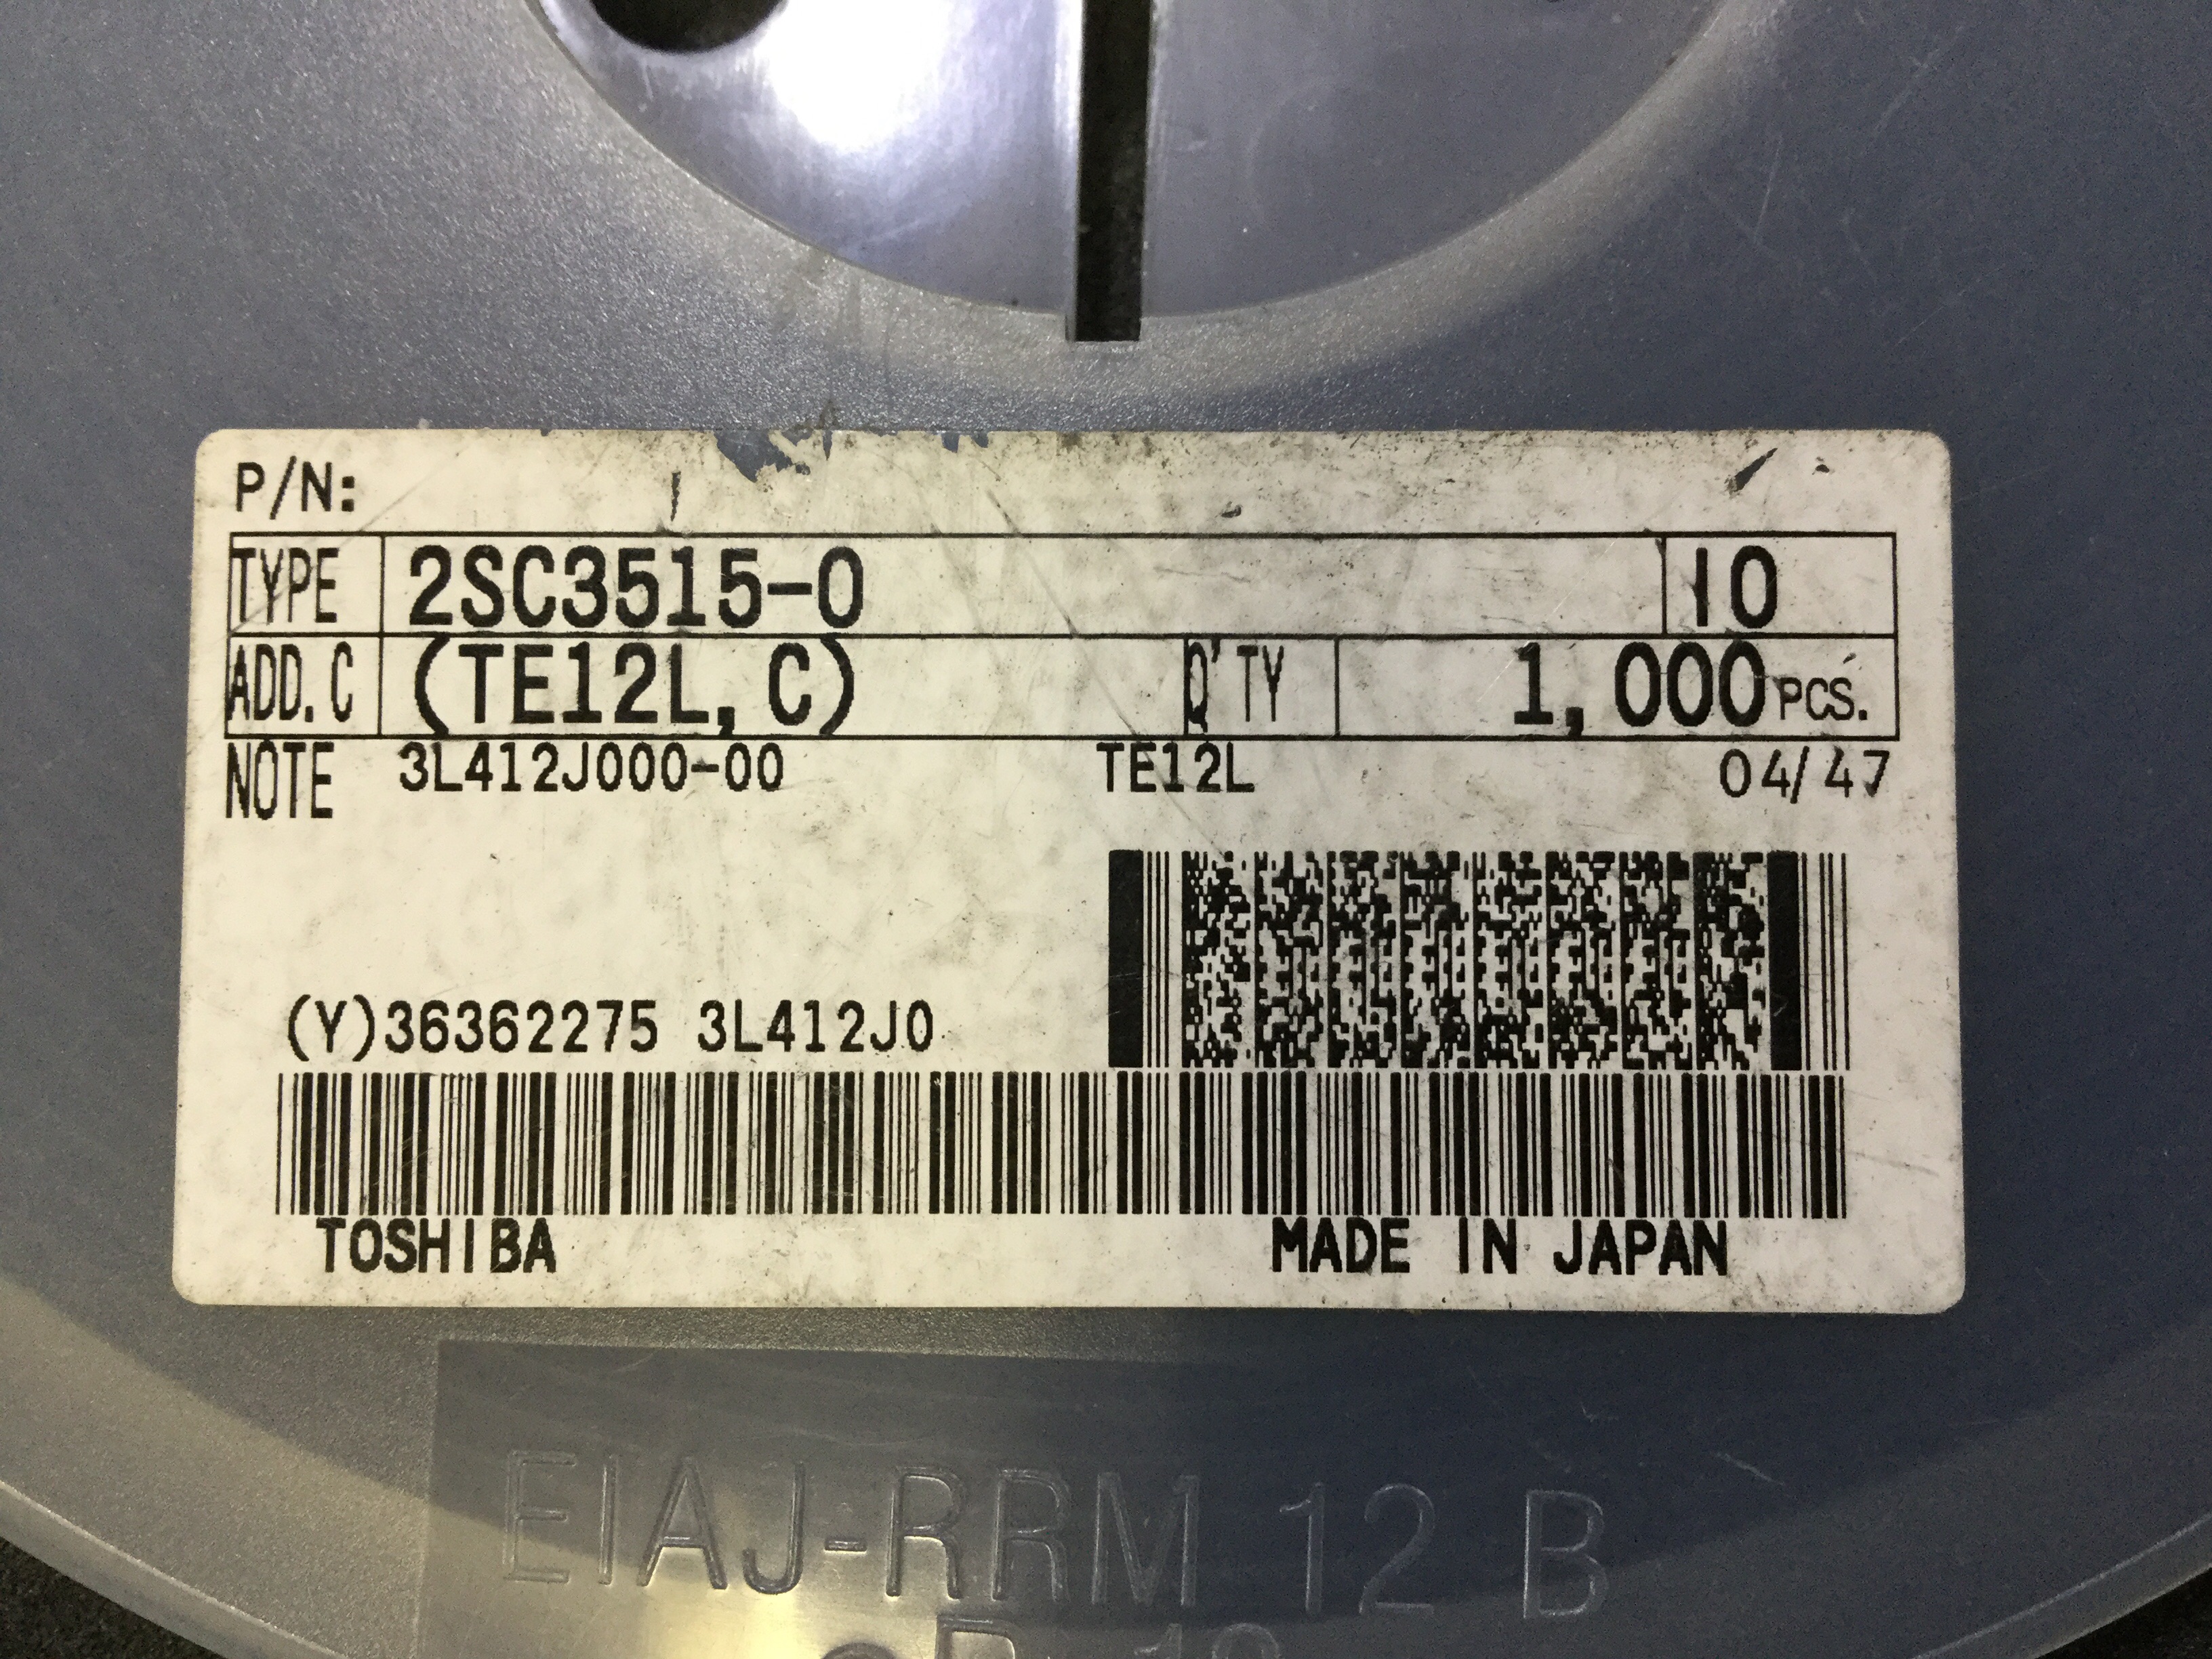 P/N:
TYPE 2SC3515-O 10
ADD.C (TE12L,C) Q'TY 1,000 PCS.
NOTE 3L412J000-00 TE12L 04/47
(Y)36362275 3L412J0
TOSHIBA MADE IN JAPAN
EIAJ-RRM 12 B